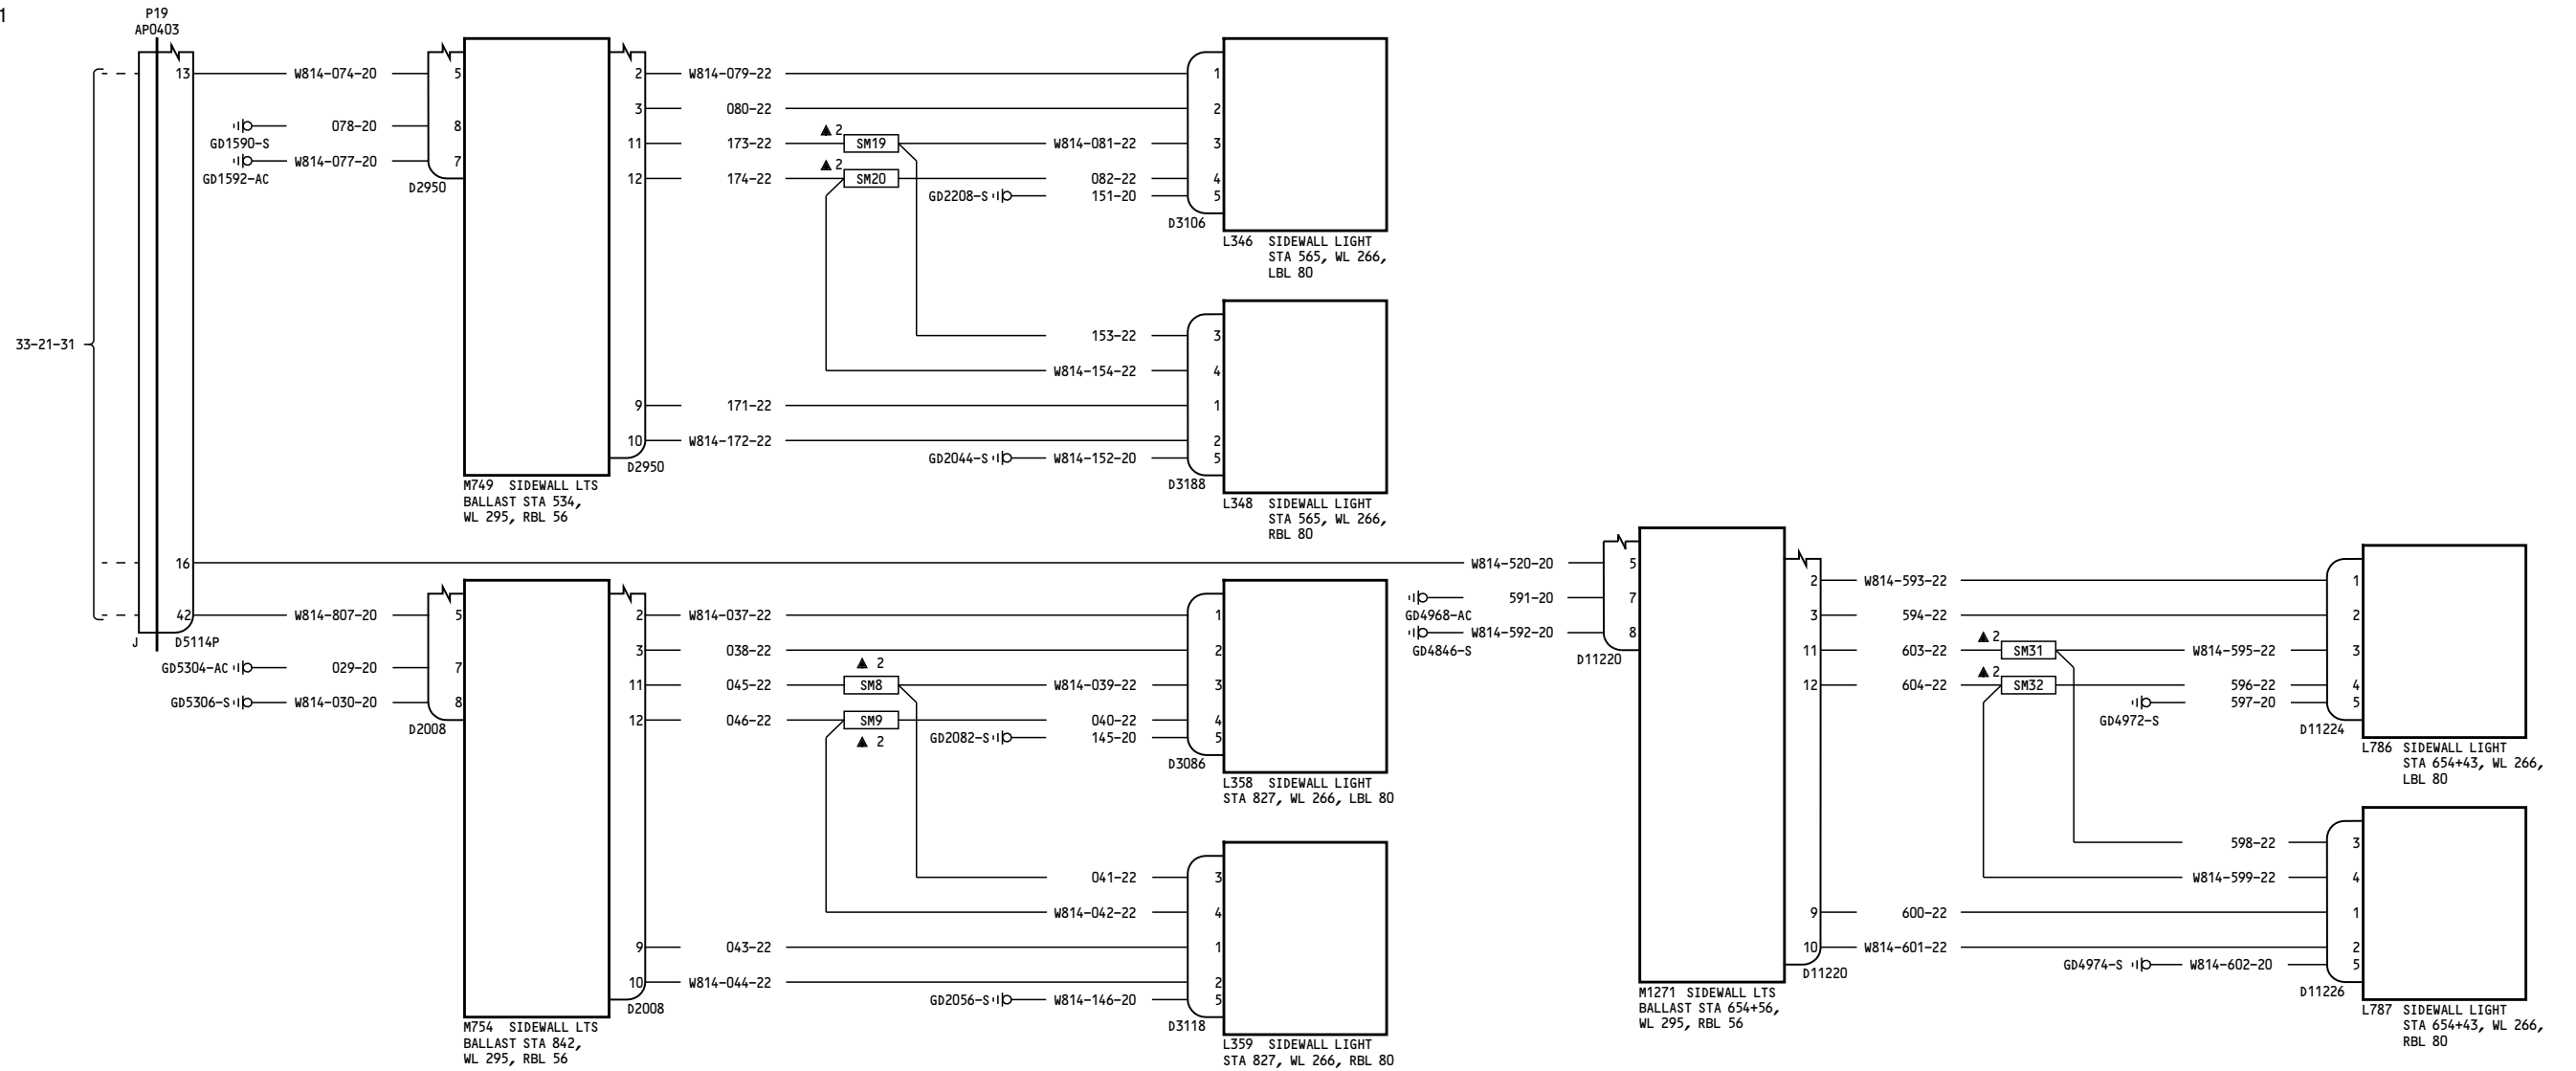 1
P19
AP0403
13
W814-074-20
5
GD1590-S
078-20
8
GD1592-AC
W814-077-20
7
D2950
33-21-31
2
W814-079-22
1
3
080-22
2
11
173-22
▲ 2
SM19
W814-081-22
3
12
174-22
▲ 2
SM20
082-22
4
GD2208-S
151-20
5
D3106
L346 SIDEWALL LIGHT
STA 565, WL 266,
LBL 80
153-22
3
W814-154-22
4
9
171-22
1
10
W814-172-22
2
GD2044-S
W814-152-20
5
D2950
D3188
M749 SIDEWALL LTS
BALLAST STA 534,
WL 295, RBL 56
L348 SIDEWALL LIGHT
STA 565, WL 266,
RBL 80
16
W814-520-20
5
42
W814-807-20
5
J
D5114P
GD5304-AC
029-20
7
GD5306-S
W814-030-20
8
D2008
2
W814-037-22
1
3
038-22
2
▲ 2
11
045-22
SM8
W814-039-22
3
12
046-22
SM9
040-22
4
▲ 2
GD2082-S
145-20
5
D3086
L358 SIDEWALL LIGHT
STA 827, WL 266, LBL 80
041-22
3
W814-042-22
4
9
043-22
1
10
W814-044-22
2
GD2056-S
W814-146-20
5
D2008
D3118
M754 SIDEWALL LTS
BALLAST STA 842,
WL 295, RBL 56
L359 SIDEWALL LIGHT
STA 827, WL 266, RBL 80
GD4968-AC
591-20
7
GD4846-S
W814-592-20
8
D11220
2
W814-593-22
1
3
594-22
2
11
603-22
▲ 2
SM31
W814-595-22
3
12
604-22
▲ 2
SM32
596-22
4
GD4972-S
597-20
5
D11224
L786 SIDEWALL LIGHT
STA 654+43, WL 266,
LBL 80
598-22
3
W814-599-22
4
9
600-22
1
10
W814-601-22
2
GD4974-S
W814-602-20
5
D11220
D11226
M1271 SIDEWALL LTS
BALLAST STA 654+56,
WL 295, RBL 56
L787 SIDEWALL LIGHT
STA 654+43, WL 266,
RBL 80